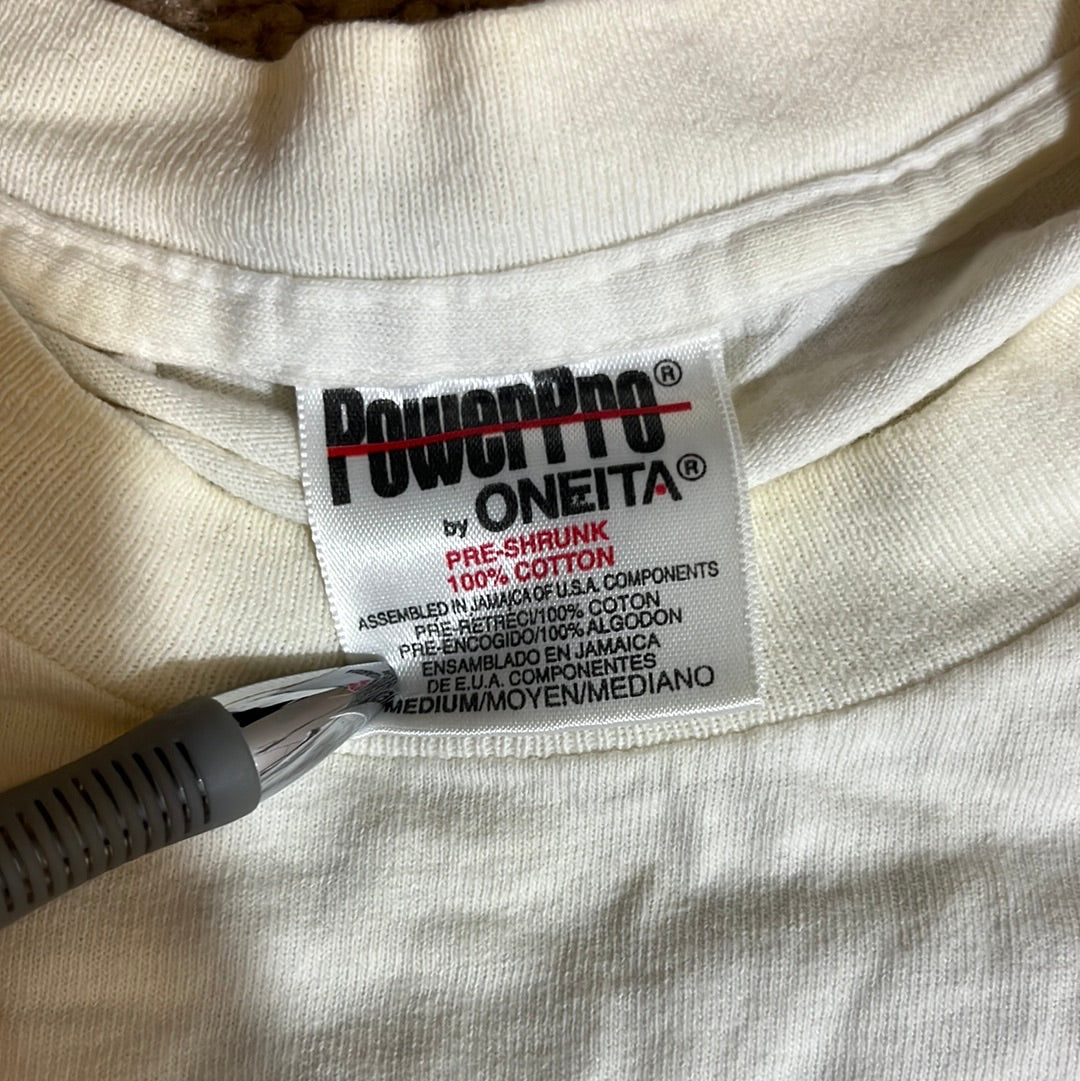 PowerPro®
by ONEITA®
PRE-SHRUNK
100% COTTON
ASSEMBLED IN JAMAICA OF U.S.A. COMPONENTS
PRE-RETRECI/100% COTON
PRE-ENCOGIDO/100% ALGODON
ENSAMBLADO EN JAMAICA
DE E.U.A. COMPONENTES
MEDIUM/MOYEN/MEDIANO